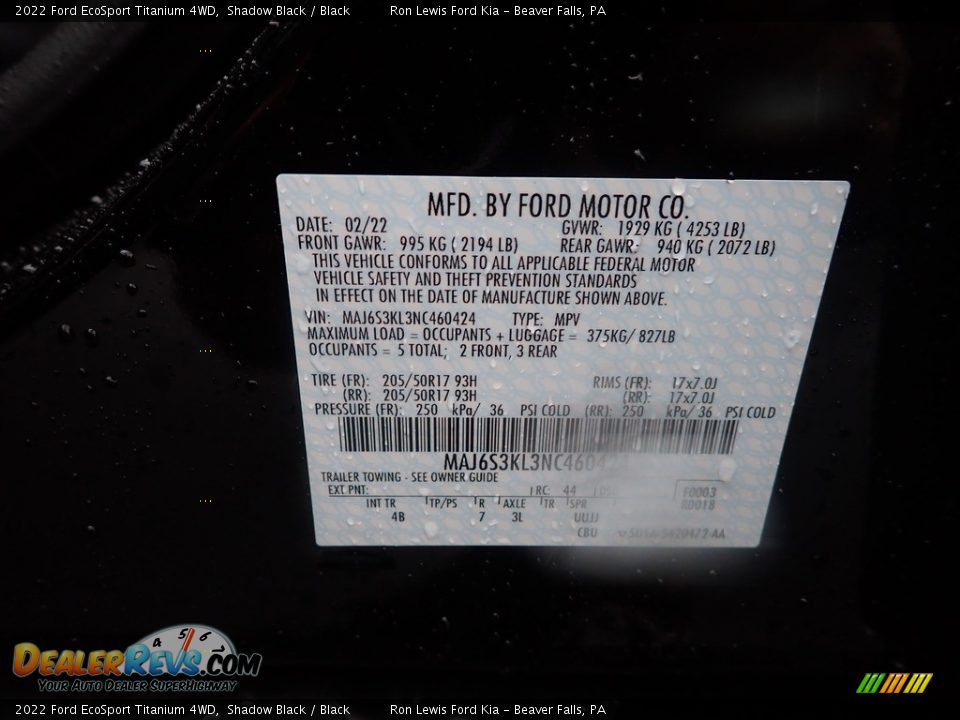 2022 Ford EcoSport Titanium 4WD, Shadow Black / Black Ron Lewis Ford Kia - Beaver Falls, PA
MFD. BY FORD MOTOR CO.
DATE: 02/22 GVWR: 1929 KG ( 4253 LB)
FRONT GAWR: 995 KG ( 2194 LB) REAR GAWR: 940 KG ( 2072 LB)
THIS VEHICLE CONFORMS TO ALL APPLICABLE FEDERAL MOTOR
VEHICLE SAFETY AND THEFT PREVENTION STANDARDS
IN EFFECT ON THE DATE OF MANUFACTURE SHOWN ABOVE.
VIN: MAJ6S3KL3NC460424 TYPE: MPV
MAXIMUM LOAD = OCCUPANTS + LUGGAGE = 375KG/ 827LB
OCCUPANTS = 5 TOTAL; 2 FRONT, 3 REAR
TIRE (FR): 205/50R17 93H RIMS (FR): 17x7.0J
(RR): 205/50R17 93H (RR): 17x7.0J
PRESSURE (FR): 250 kPa/ 36 PSI COLD (RR): 250 kPa/ 36 PSI COLD
MAJ6S3KL3NC460424
TRAILER TOWING - SEE OWNER GUIDE
EXT PNT: RC: 44 F0003
INT TR TP/PS R AXLE TR SPR R0018
4B 7 3L UUJJ
CBU
4 5 6 7
DealerRevs.com
Your Auto Dealer SuperHighway
2022 Ford EcoSport Titanium 4WD, Shadow Black / Black Ron Lewis Ford Kia - Beaver Falls, PA